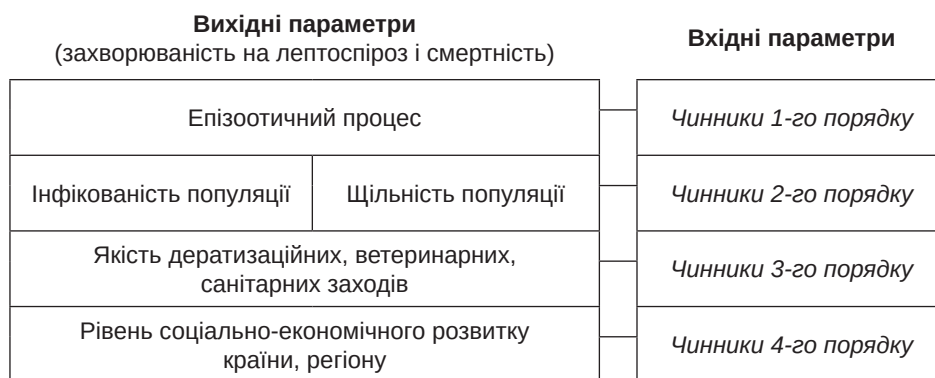 Вихідні параметри
(захворюваність на лептоспіроз і смертність)
Вхідні параметри
Епізоотичний процес
Чинники 1-го порядку
Інфікованість популяції
Щільність популяції
Чинники 2-го порядку
Якість дератизаційних, ветеринарних,
санітарних заходів
Чинники 3-го порядку
Рівень соціально-економічного розвитку
країни, регіону
Чинники 4-го порядку